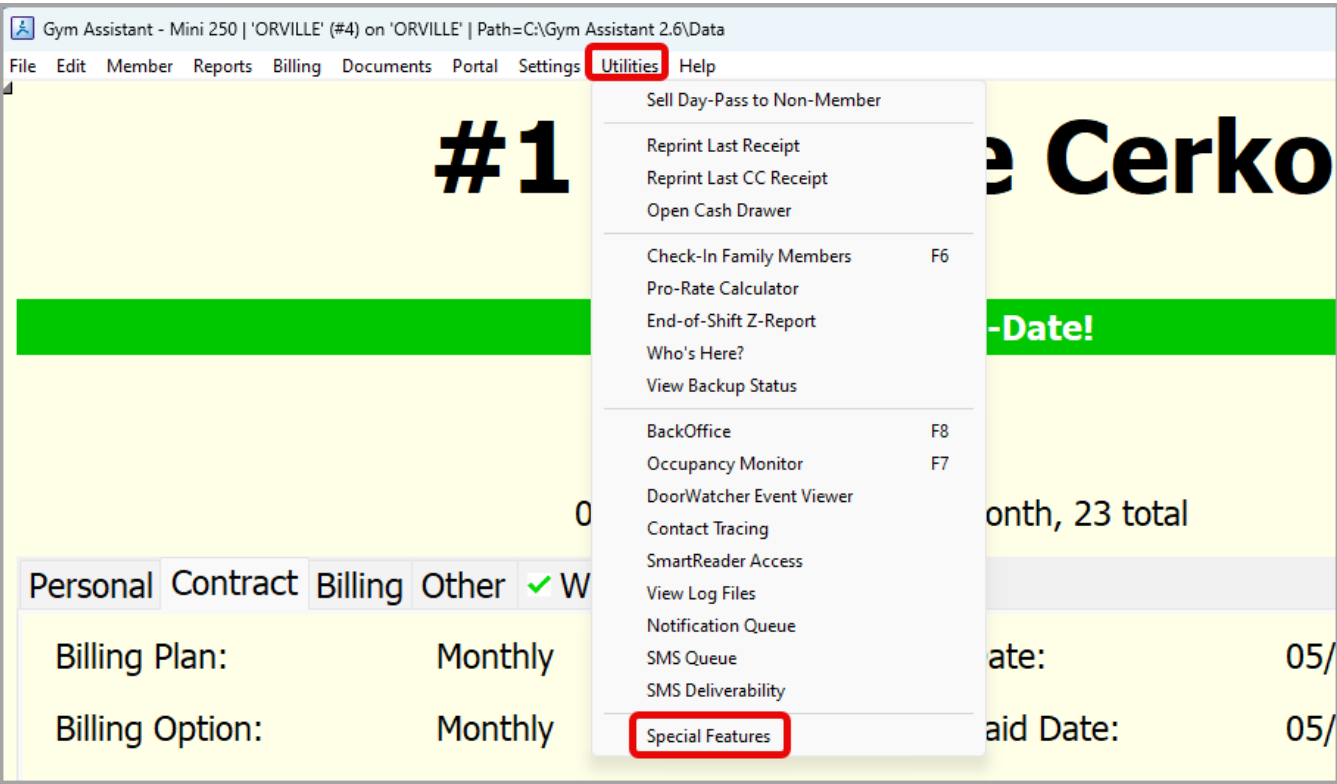 Gym Assistant - Mini 250 | 'ORVILLE' (#4) on 'ORVILLE' | Path=C:\Gym Assistant 2.6\Data
File Edit Member Reports Billing Documents Portal Settings Utilities Help
Sell Day-Pass to Non-Member
#1 e Cerko
Reprint Last Receipt
Reprint Last CC Receipt
Open Cash Drawer
Check-In Family Members F6
Pro-Rate Calculator
End-of-Shift Z-Report
-Date!
Who's Here?
View Backup Status
BackOffice F8
Occupancy Monitor F7
DoorWatcher Event Viewer
0 onth, 23 total
Contact Tracing
SmartReader Access
View Log Files
Notification Queue
SMS Queue
SMS Deliverability
Special Features
Personal Contract Billing Other W
Billing Plan: Monthly ate: 05/
Billing Option: Monthly aid Date: 05/